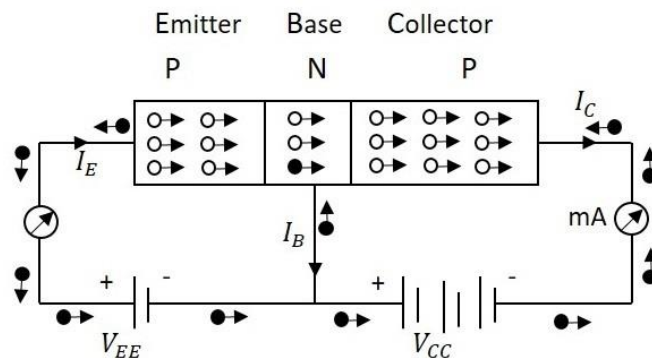 Emitter Base Collector
P N P
I_C
I_E
mA
I_B
+ - + -
V_EE V_CC